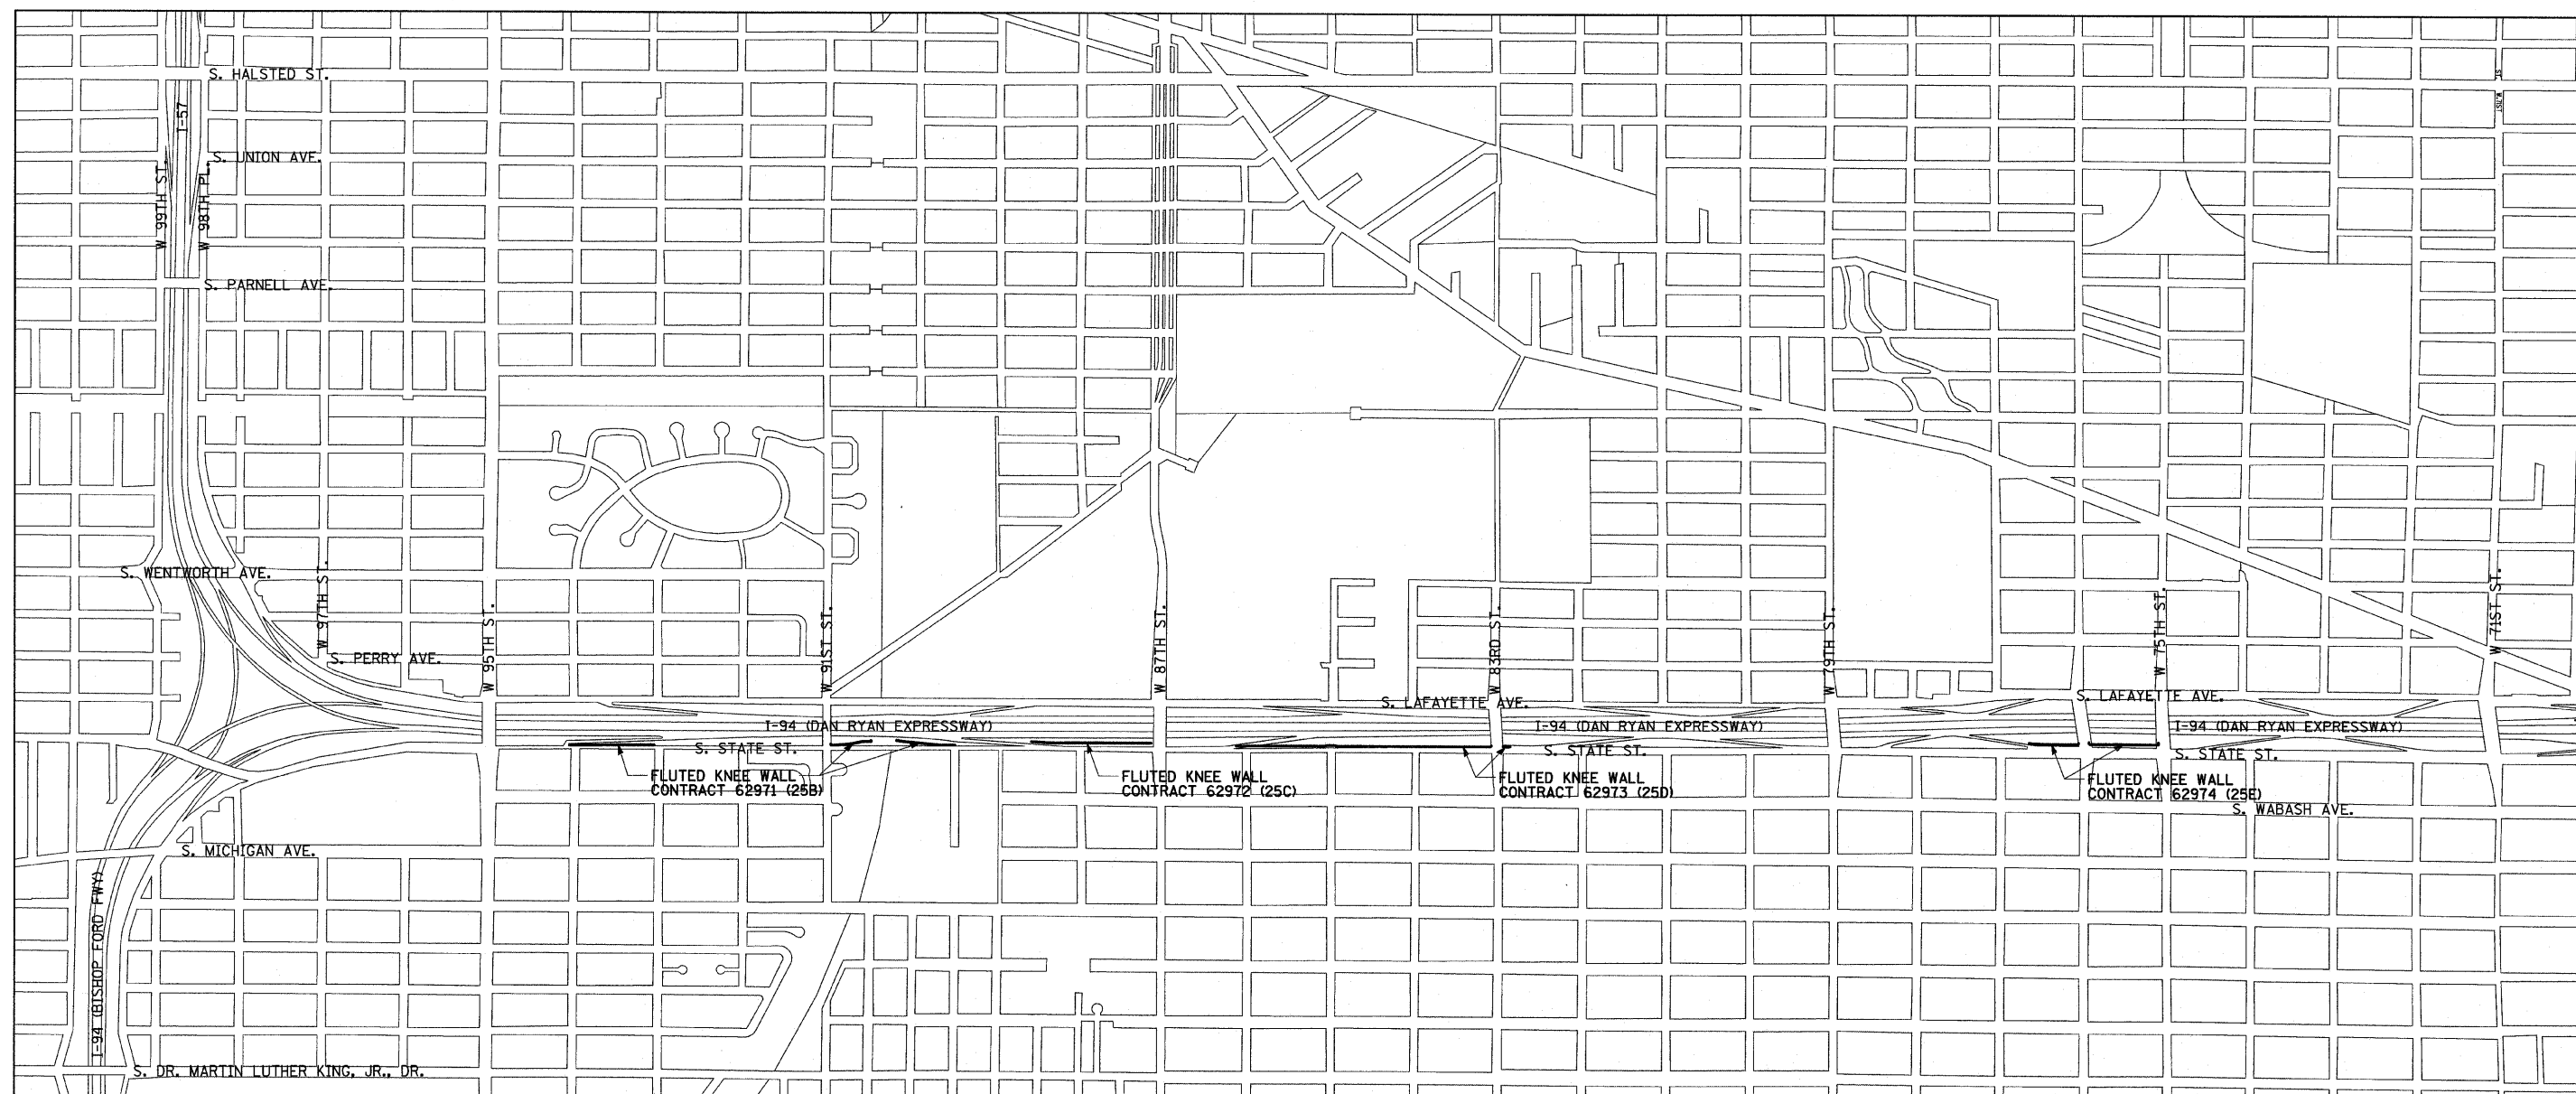 S. HALSTED ST.
I-57
S. UNION AVE.
W 99TH ST.
W 98TH PL.
S. PARNELL AVE.
S. WENTWORTH AVE.
W 97TH ST.
W 95TH ST.
W 91ST ST.
W 87TH ST.
W 83RD ST.
W 79TH ST.
W 75TH ST.
W 71ST ST.
S. PERRY AVE.
S. LAFAYETTE AVE.
S. LAFAYETTE AVE.
I-94 (DAN RYAN EXPRESSWAY)
I-94 (DAN RYAN EXPRESSWAY)
I-94 (DAN RYAN EXPRESSWAY)
S. STATE ST.
S. STATE ST.
S. STATE ST.
FLUTED KNEE WALL
CONTRACT 62971 (25B)
FLUTED KNEE WALL
CONTRACT 62972 (25C)
FLUTED KNEE WALL
CONTRACT 62973 (25D)
FLUTED KNEE WALL
CONTRACT 62974 (25E)
S. WABASH AVE.
S. MICHIGAN AVE.
I-94 (BISHOP FORD FWY)
S. DR. MARTIN LUTHER KING, JR., DR.